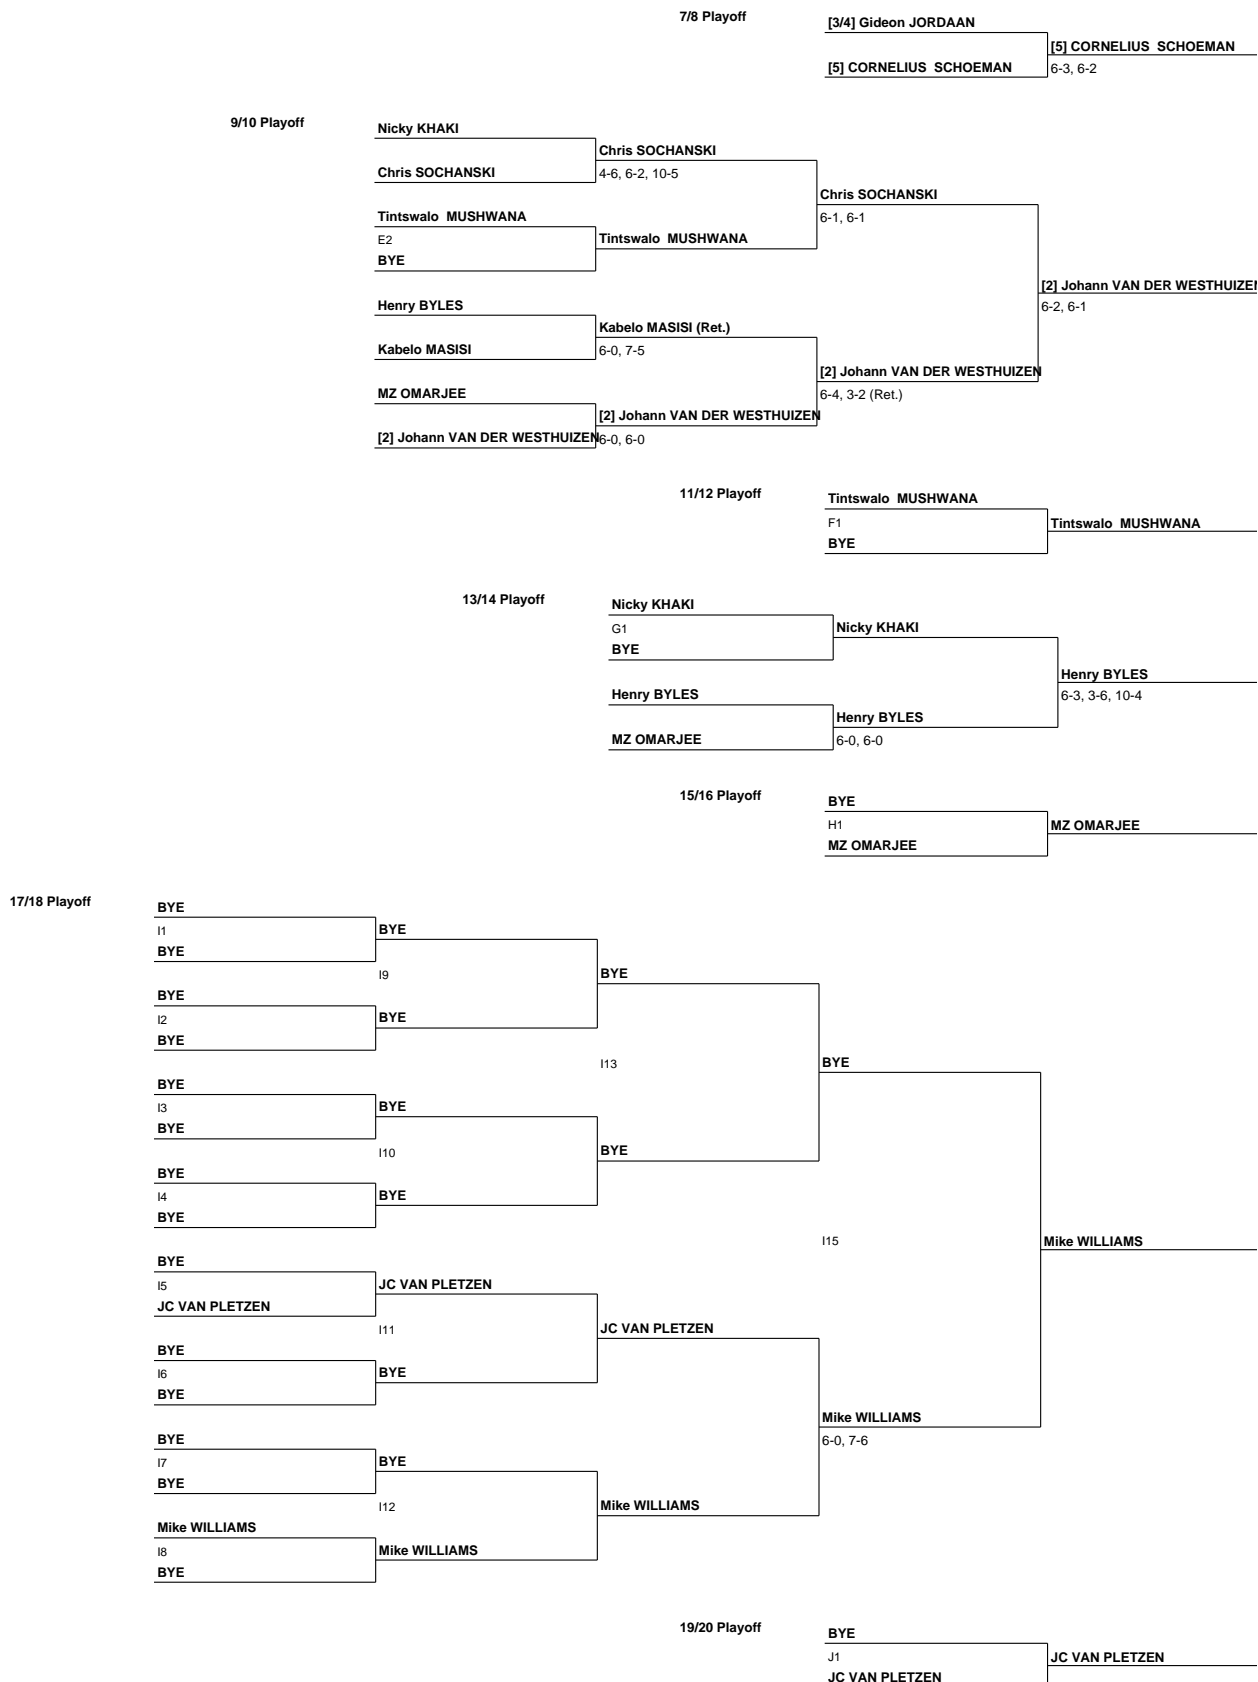 7/8 Playoff
[3/4] Gideon JORDAAN
[5] CORNELIUS SCHOEMAN
[5] CORNELIUS SCHOEMAN
6-3, 6-2
9/10 Playoff
Nicky KHAKI
Chris SOCHANSKI
Chris SOCHANSKI
4-6, 6-2, 10-5
Chris SOCHANSKI
6-1, 6-1
Tintswalo MUSHWANA
E2
Tintswalo MUSHWANA
BYE
[2] Johann VAN DER WESTHUIZEN
6-2, 6-1
Henry BYLES
Kabelo MASISI (Ret.)
Kabelo MASISI
6-0, 7-5
[2] Johann VAN DER WESTHUIZEN
6-4, 3-2 (Ret.)
MZ OMARJEE
[2] Johann VAN DER WESTHUIZEN
[2] Johann VAN DER WESTHUIZEN
6-0, 6-0
11/12 Playoff
Tintswalo MUSHWANA
F1
Tintswalo MUSHWANA
BYE
13/14 Playoff
Nicky KHAKI
G1
Nicky KHAKI
BYE
Henry BYLES
6-3, 3-6, 10-4
Henry BYLES
Henry BYLES
MZ OMARJEE
6-0, 6-0
15/16 Playoff
BYE
H1
MZ OMARJEE
MZ OMARJEE
17/18 Playoff
BYE
I1
BYE
BYE
I9
BYE
BYE
I2
BYE
BYE
I13
BYE
BYE
I3
BYE
BYE
I10
BYE
BYE
I4
BYE
BYE
I15
Mike WILLIAMS
BYE
I5
JC VAN PLETZEN
JC VAN PLETZEN
I11
JC VAN PLETZEN
BYE
I6
BYE
BYE
Mike WILLIAMS
6-0, 7-6
BYE
I7
BYE
BYE
I12
Mike WILLIAMS
Mike WILLIAMS
I8
Mike WILLIAMS
BYE
19/20 Playoff
BYE
J1
JC VAN PLETZEN
JC VAN PLETZEN